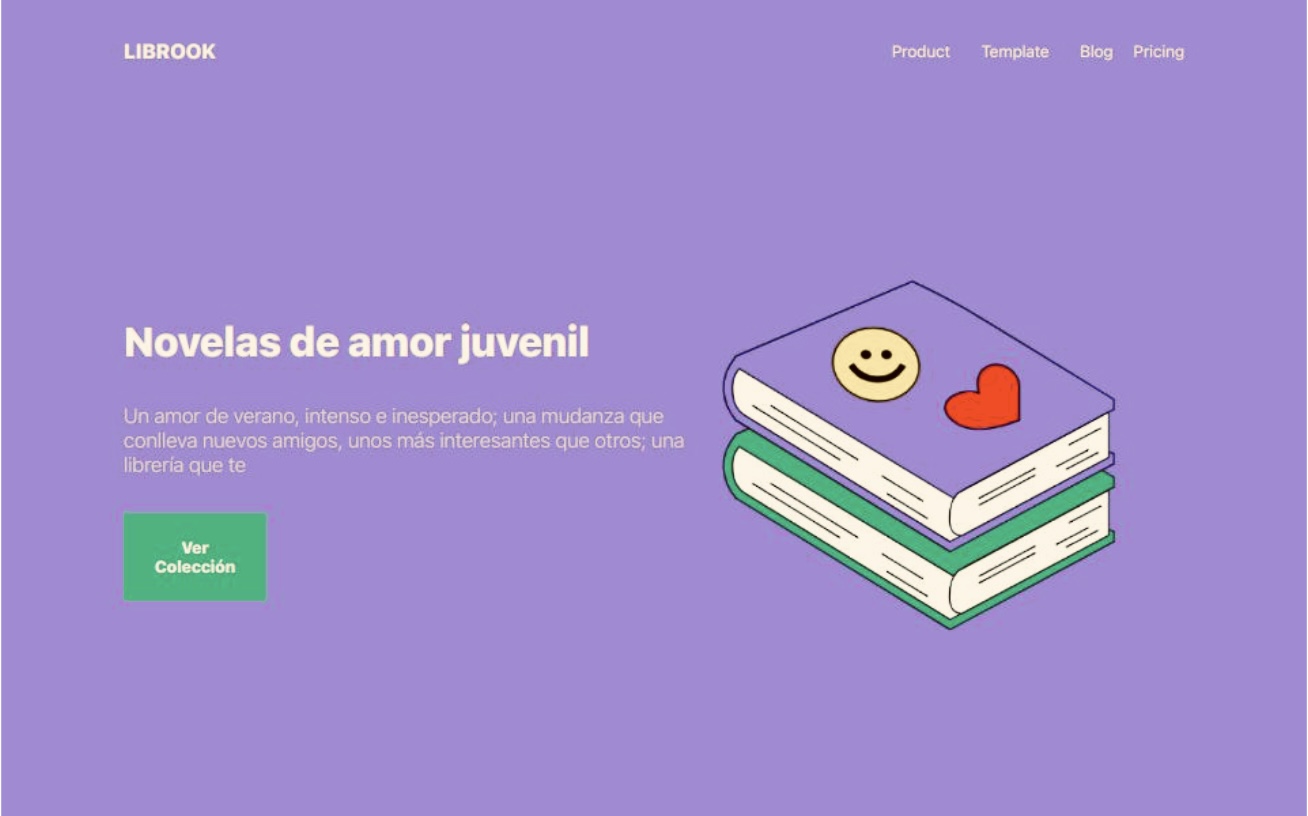 LIBROOK
Product Template Blog Pricing
Novelas de amor juvenil
Un amor de verano, intenso e inesperado; una mudanza que
conlleva nuevos amigos, unos más interesantes que otros; una
librería que te
Ver
Colección